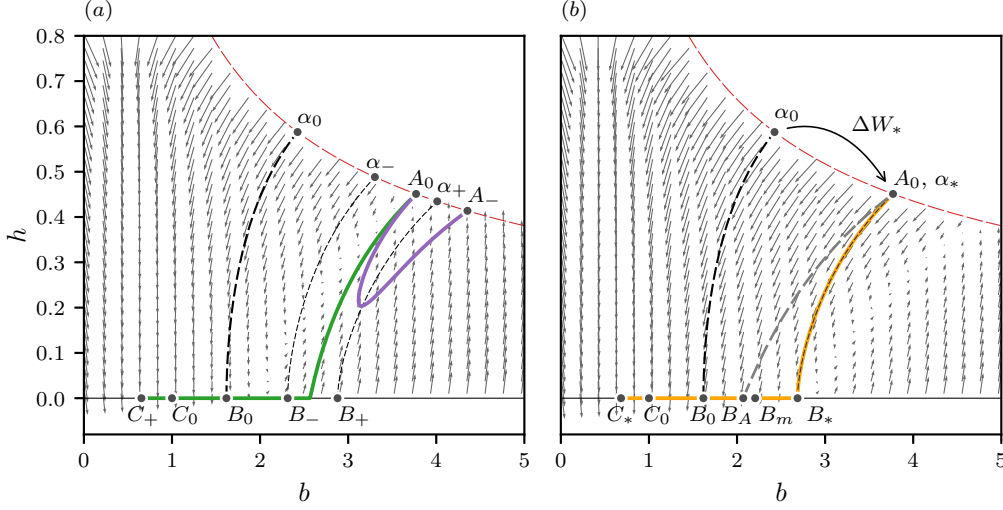 (a)
0.8
0.7
0.6
0.5
0.4
0.3
0.2
0.1
0.0
h
α₀
α₋
A₀
α₊
A₋
C₊
C₀
B₀
B₋
B₊
0 1 2 3 4 5
b
(b)
α₀
ΔW*
A₀, α*
C*
C₀
B₀
B_A
B_m
B*
0 1 2 3 4 5
b